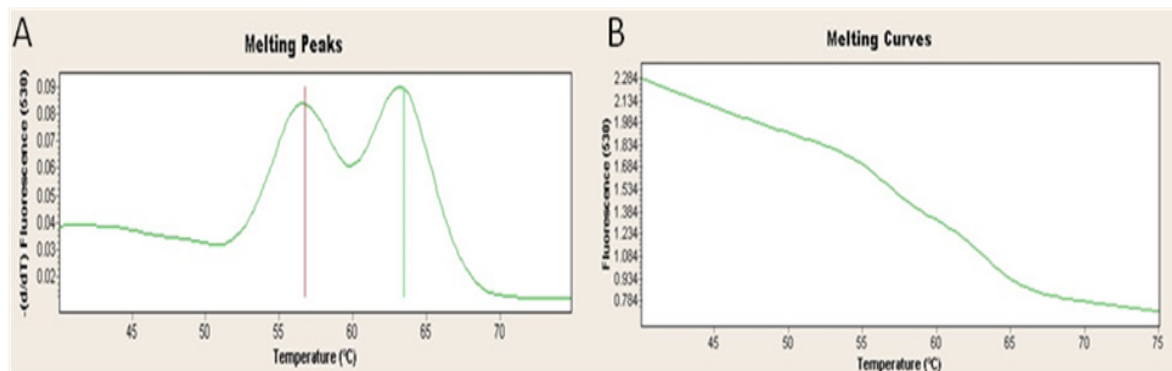 A
Melting Peaks
-(d/dT) Fluorescence (530)
0.09
0.08
0.07
0.06
0.05
0.04
0.03
0.02
45 50 55 60 65 70
Temperature (°C)
B
Melting Curves
Fluorescence (530)
2.284
2.134
1.984
1.834
1.684
1.534
1.384
1.234
1.084
0.934
0.784
45 50 55 60 65 70 75
Temperature (°C)